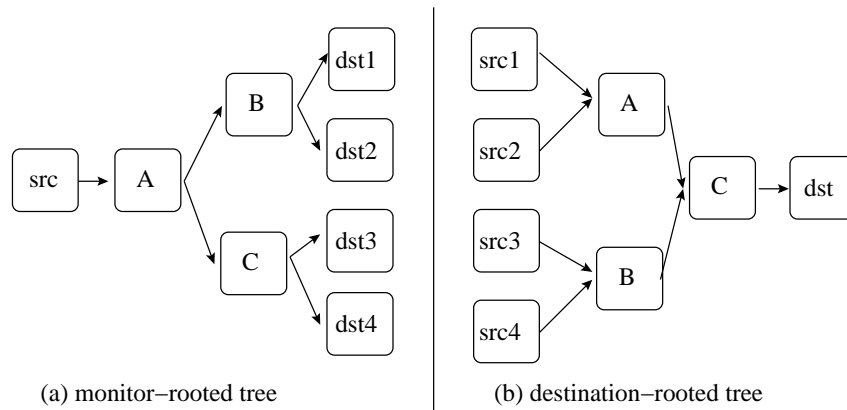 src
A
B
C
dst1
dst2
dst3
dst4
(a) monitor−rooted tree
src1
src2
src3
src4
A
B
C
dst
(b) destination−rooted tree